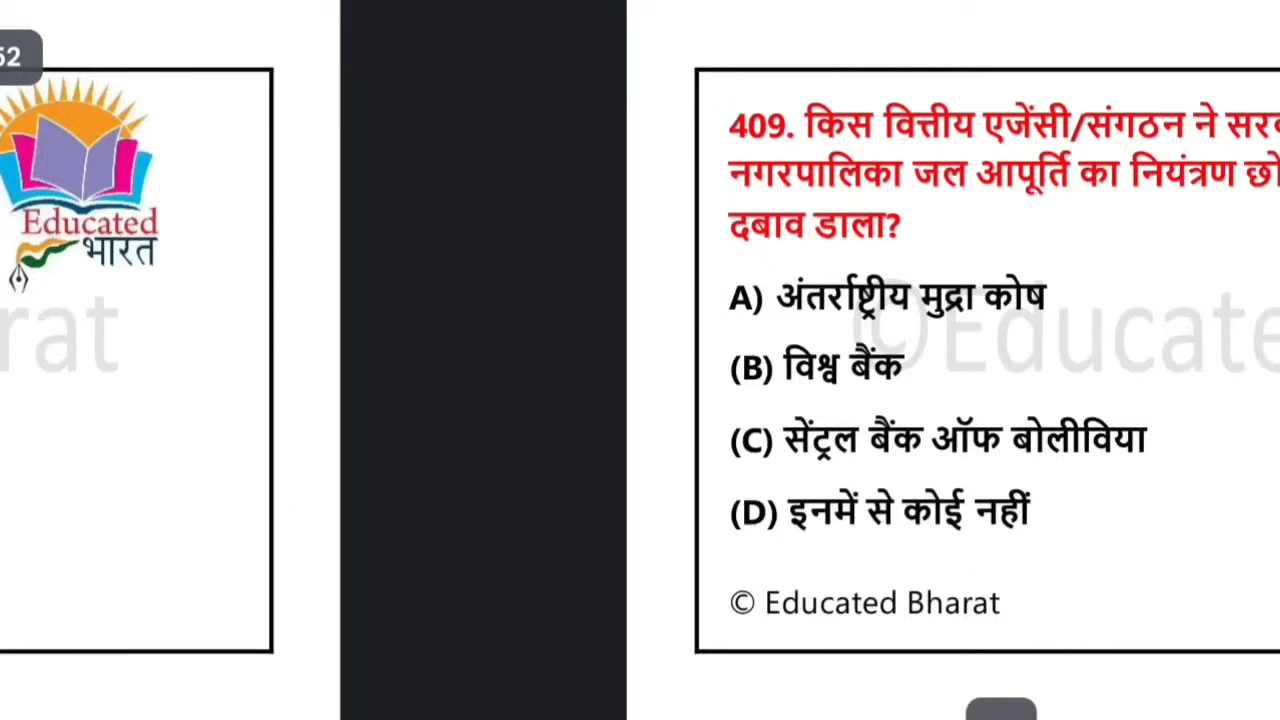 52
Educated
भारत
rat
409. किस वित्तीय एजेंसी/संगठन ने
नगरपालिका जल आपूर्ति का नियंत्रण
दबाव डाला?
A) अंतर्राष्ट्रीय मुद्रा कोष
(B) विश्व बैंक
(C) सेंट्रल बैंक ऑफ बोलीविया
(D) इनमें से कोई नहीं
©Educate
© Educated Bharat